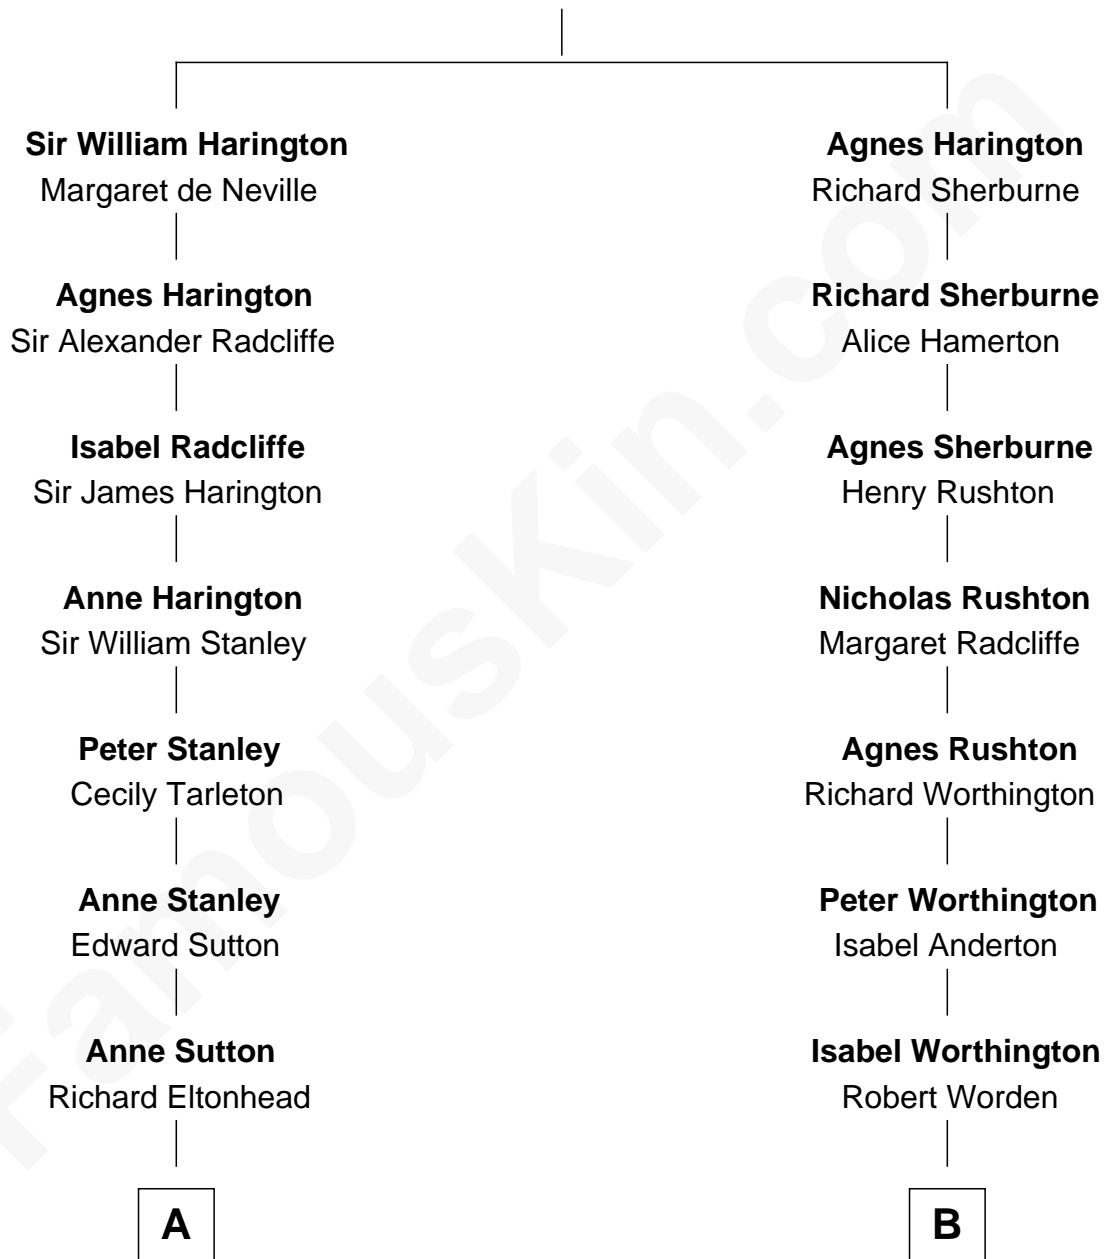 Sir William Harington
Margaret de Neville
Agnes Harington
Sir Alexander Radcliffe
Isabel Radcliffe
Sir James Harington
Anne Harington
Sir William Stanley
Peter Stanley
Cecily Tarleton
Anne Stanley
Edward Sutton
Anne Sutton
Richard Eltonhead
A
Agnes Harington
Richard Sherburne
Richard Sherburne
Alice Hamerton
Agnes Sherburne
Henry Rushton
Nicholas Rushton
Margaret Radcliffe
Agnes Rushton
Richard Worthington
Peter Worthington
Isabel Anderton
Isabel Worthington
Robert Worden
B
FamousKin.com